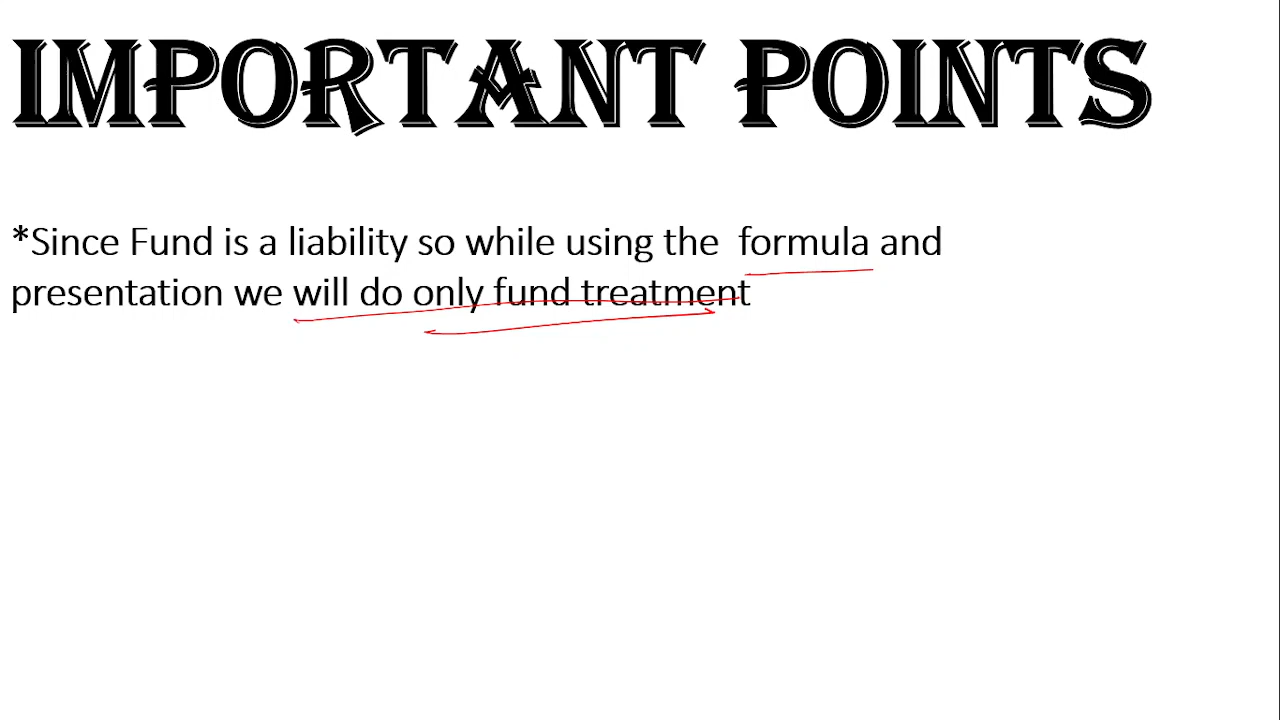 IMPORTANT POINTS
*Since Fund is a liability so while using the formula and
presentation we will do only fund treatment